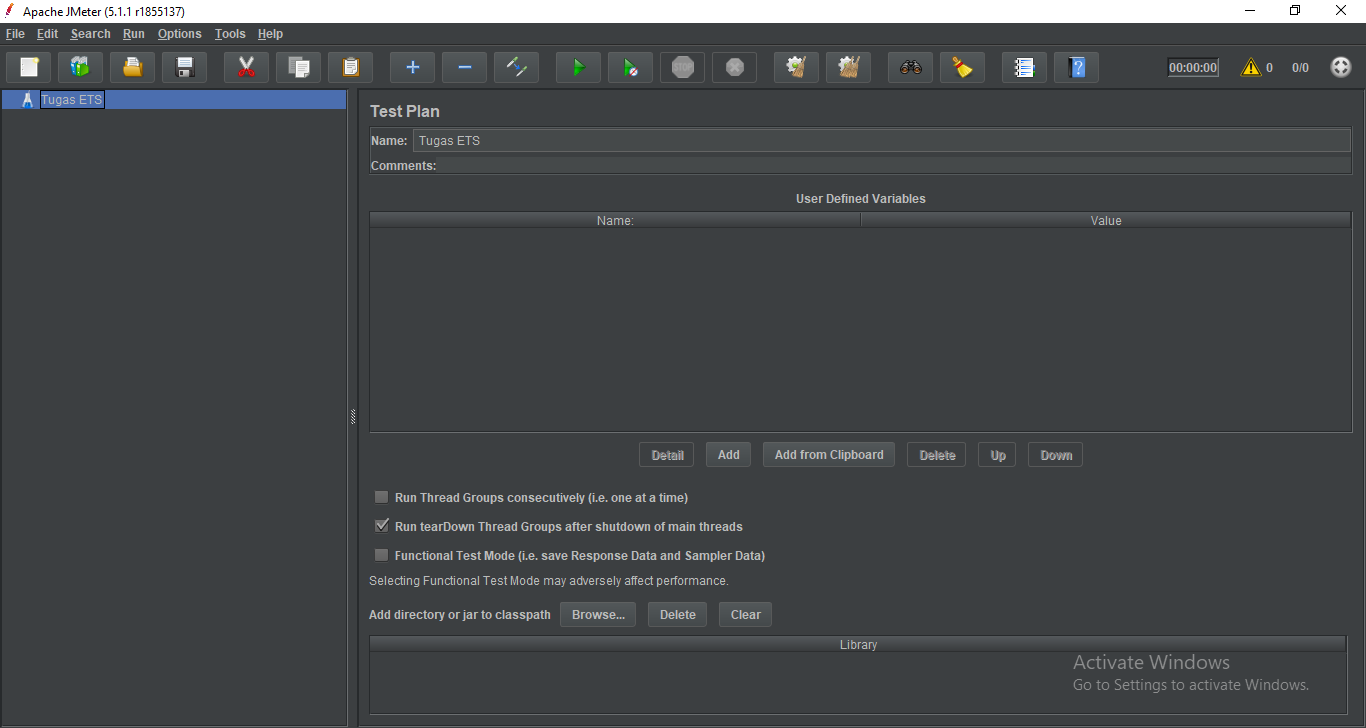 Apache JMeter (5.1.1 r1855137)
File Edit Search Run Options Tools Help
STOP
?
00:00:00 0 0/0
Tugas ETS
Test Plan
Name: Tugas ETS
Comments:
User Defined Variables
Name: Value
Detail Add Add from Clipboard Delete Up Down
Run Thread Groups consecutively (i.e. one at a time)
Run tearDown Thread Groups after shutdown of main threads
Functional Test Mode (i.e. save Response Data and Sampler Data)
Selecting Functional Test Mode may adversely affect performance.
Add directory or jar to classpath Browse... Delete Clear
Library
Activate Windows
Go to Settings to activate Windows.